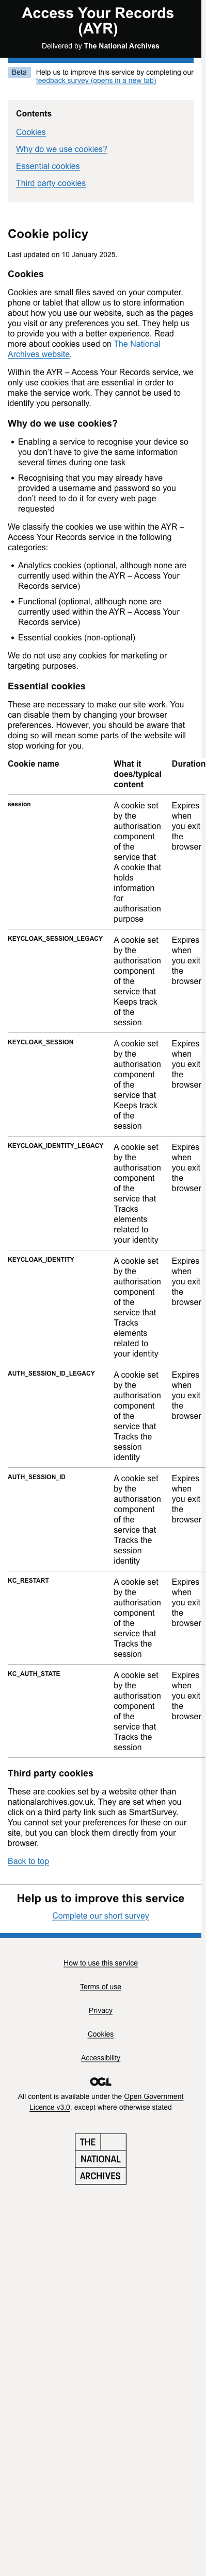 Access Your Records
(AYR)
Delivered by The National Archives
Beta
Help us to improve this service by completing our
feedback survey (opens in a new tab)
Contents
Cookies
Why do we use cookies?
Essential cookies
Third party cookies
Cookie policy
Last updated on 10 January 2025.
Cookies
Cookies are small files saved on your computer,
phone or tablet that allow us to store information
about how you use our website, such as the pages
you visit or any preferences you set. They help us
to provide you with a better experience. Read
more about cookies used on The National
Archives website.
Within the AYR – Access Your Records service, we
only use cookies that are essential in order to
make the service work. They cannot be used to
identify you personally.
Why do we use cookies?
• Enabling a service to recognise your device so
you don't have to give the same information
several times during one task
• Recognising that you may already have
provided a username and password so you
don't need to do it for every web page
requested
We classify the cookies we use within the AYR –
Access Your Records service in the following
categories:
• Analytics cookies (optional, although none are
currently used within the AYR – Access Your
Records service)
• Functional (optional, although none are
currently used within the AYR – Access Your
Records service)
• Essential cookies (non-optional)
We do not use any cookies for marketing or
targeting purposes.
Essential cookies
These are necessary to make our site work. You
can disable them by changing your browser
preferences. However, you should be aware that
doing so will mean some parts of the website will
stop working for you.
Cookie name
What it
does/typical
content
Duration
session
A cookie set
by the
authorisation
component
of the
service that
A cookie that
holds
information
for
authorisation
purpose
Expires
when
you exit
the
browser
KEYCLOAK_SESSION_LEGACY
A cookie set
by the
authorisation
component
of the
service that
Keeps track
of the
session
Expires
when
you exit
the
browser
KEYCLOAK_SESSION
A cookie set
by the
authorisation
component
of the
service that
Keeps track
of the
session
Expires
when
you exit
the
browser
KEYCLOAK_IDENTITY_LEGACY
A cookie set
by the
authorisation
component
of the
service that
Tracks
elements
related to
your identity
Expires
when
you exit
the
browser
KEYCLOAK_IDENTITY
A cookie set
by the
authorisation
component
of the
service that
Tracks
elements
related to
your identity
Expires
when
you exit
the
browser
AUTH_SESSION_ID_LEGACY
A cookie set
by the
authorisation
component
of the
service that
Tracks the
session
identity
Expires
when
you exit
the
browser
AUTH_SESSION_ID
A cookie set
by the
authorisation
component
of the
service that
Tracks the
session
identity
Expires
when
you exit
the
browser
KC_RESTART
A cookie set
by the
authorisation
component
of the
service that
Tracks the
session
Expires
when
you exit
the
browser
KC_AUTH_STATE
A cookie set
by the
authorisation
component
of the
service that
Tracks the
session
Expires
when
you exit
the
browser
Third party cookies
These are cookies set by a website other than
nationalarchives.gov.uk. They are set when you
click on a third party link such as SmartSurvey.
You cannot set your preferences for these on our
site, but you can block them directly from your
browser.
Back to top
Help us to improve this service
Complete our short survey
How to use this service
Terms of use
Privacy
Cookies
Accessibility
OGL
All content is available under the Open Government
Licence v3.0, except where otherwise stated
THE
NATIONAL
ARCHIVES